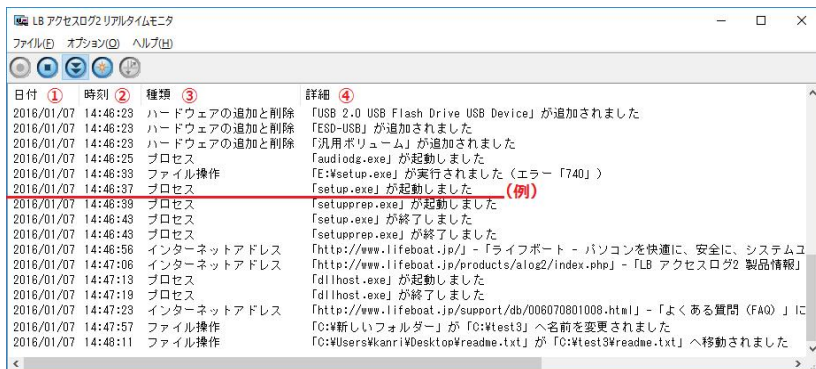 LB アクセスログ2 リアルタイムモニタ
ファイル(F) オプション(O) ヘルプ(H)
日付 ① 時刻 ② 種類 ③ 詳細 ④
2016/01/07 14:46:23 ハードウェアの追加と削除 「USB 2.0 USB Flash Drive USB Device」が追加されました
2016/01/07 14:46:23 ハードウェアの追加と削除 「ESD-USB」が追加されました
2016/01/07 14:46:23 ハードウェアの追加と削除 「汎用ボリューム」が追加されました
2016/01/07 14:46:25 プロセス 「audiodg.exe」が起動しました
2016/01/07 14:46:33 ファイル操作 「E:¥setup.exe」が実行されました（エラー「740」）
2016/01/07 14:46:37 プロセス 「setup.exe」が起動しました (例)
2016/01/07 14:46:39 プロセス 「setupprep.exe」が起動しました
2016/01/07 14:46:43 プロセス 「setup.exe」が終了しました
2016/01/07 14:46:43 プロセス 「setupprep.exe」が終了しました
2016/01/07 14:46:56 インターネットアドレス 「http://www.lifeboat.jp/」-「ライフボート - パソコンを快適に、安全に、システムユ
2016/01/07 14:47:06 インターネットアドレス 「http://www.lifeboat.jp/products/alog2/index.php」-「LB アクセスログ2 製品情報」
2016/01/07 14:47:13 プロセス 「dllhost.exe」が起動しました
2016/01/07 14:47:19 プロセス 「dllhost.exe」が終了しました
2016/01/07 14:47:23 インターネットアドレス 「http://www.lifeboat.jp/support/db/006070801008.html」-「よくある質問（FAQ）」に
2016/01/07 14:47:57 ファイル操作 「C:¥新しいフォルダー」が「C:¥test3」へ名前を変更されました
2016/01/07 14:48:11 ファイル操作 「C:¥Users¥kanri¥Desktop¥readme.txt」が「C:¥test3¥readme.txt」へ移動されました